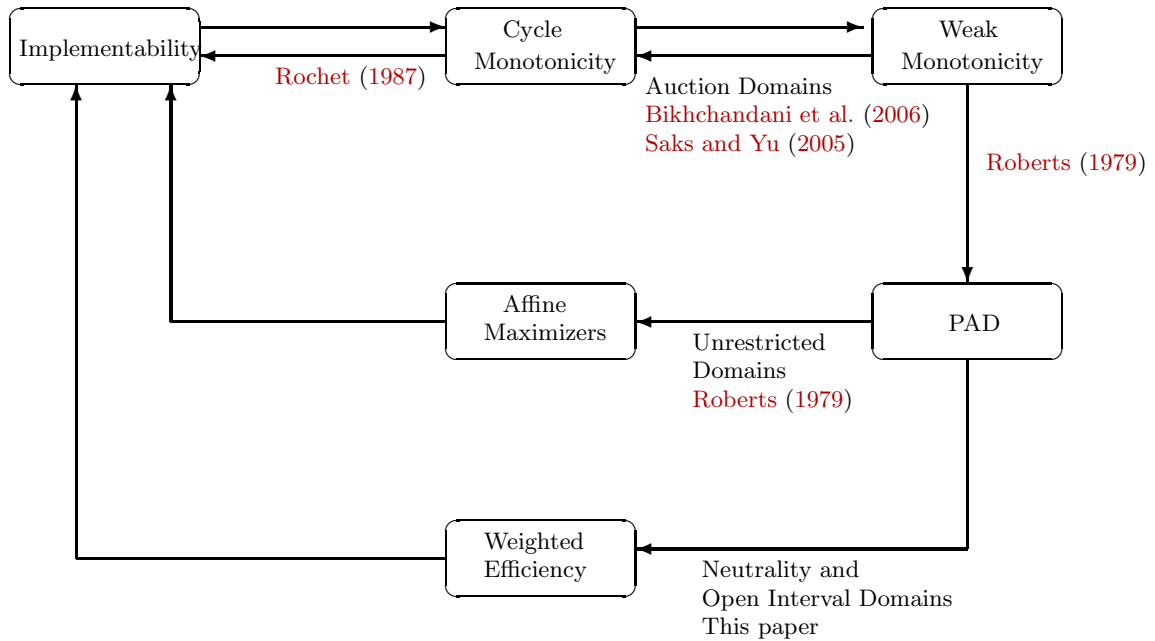 Implementability
Cycle
Monotonicity
Weak
Monotonicity
Rochet (1987)
Auction Domains
Bikhchandani et al. (2006)
Saks and Yu (2005)
Roberts (1979)
Affine
Maximizers
PAD
Unrestricted
Domains
Roberts (1979)
Weighted
Efficiency
Neutrality and
Open Interval Domains
This paper